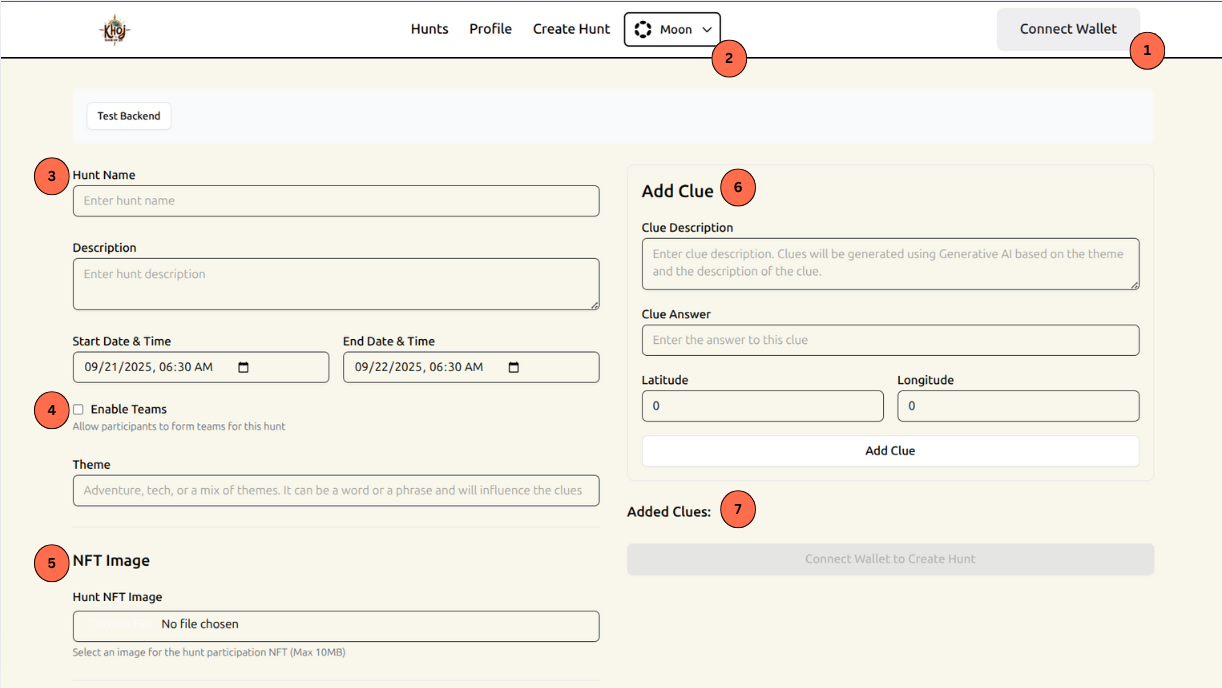 KHOJ
Hunts
Profile
Create Hunt
Moon
Connect Wallet
1
2
Test Backend
3
Hunt Name
Enter hunt name
Description
Enter hunt description
Start Date & Time
End Date & Time
09/21/2025, 06:30 AM
09/22/2025, 06:30 AM
4
Enable Teams
Allow participants to form teams for this hunt
Theme
Adventure, tech, or a mix of themes. It can be a word or a phrase and will influence the clues
5
NFT Image
Hunt NFT Image
No file chosen
Select an image for the hunt participation NFT (Max 10MB)
Add Clue
6
Clue Description
Enter clue description. Clues will be generated using Generative AI based on the theme
and the description of the clue.
Clue Answer
Enter the answer to this clue
Latitude
Longitude
0
0
Add Clue
Added Clues:
7
Connect Wallet to Create Hunt